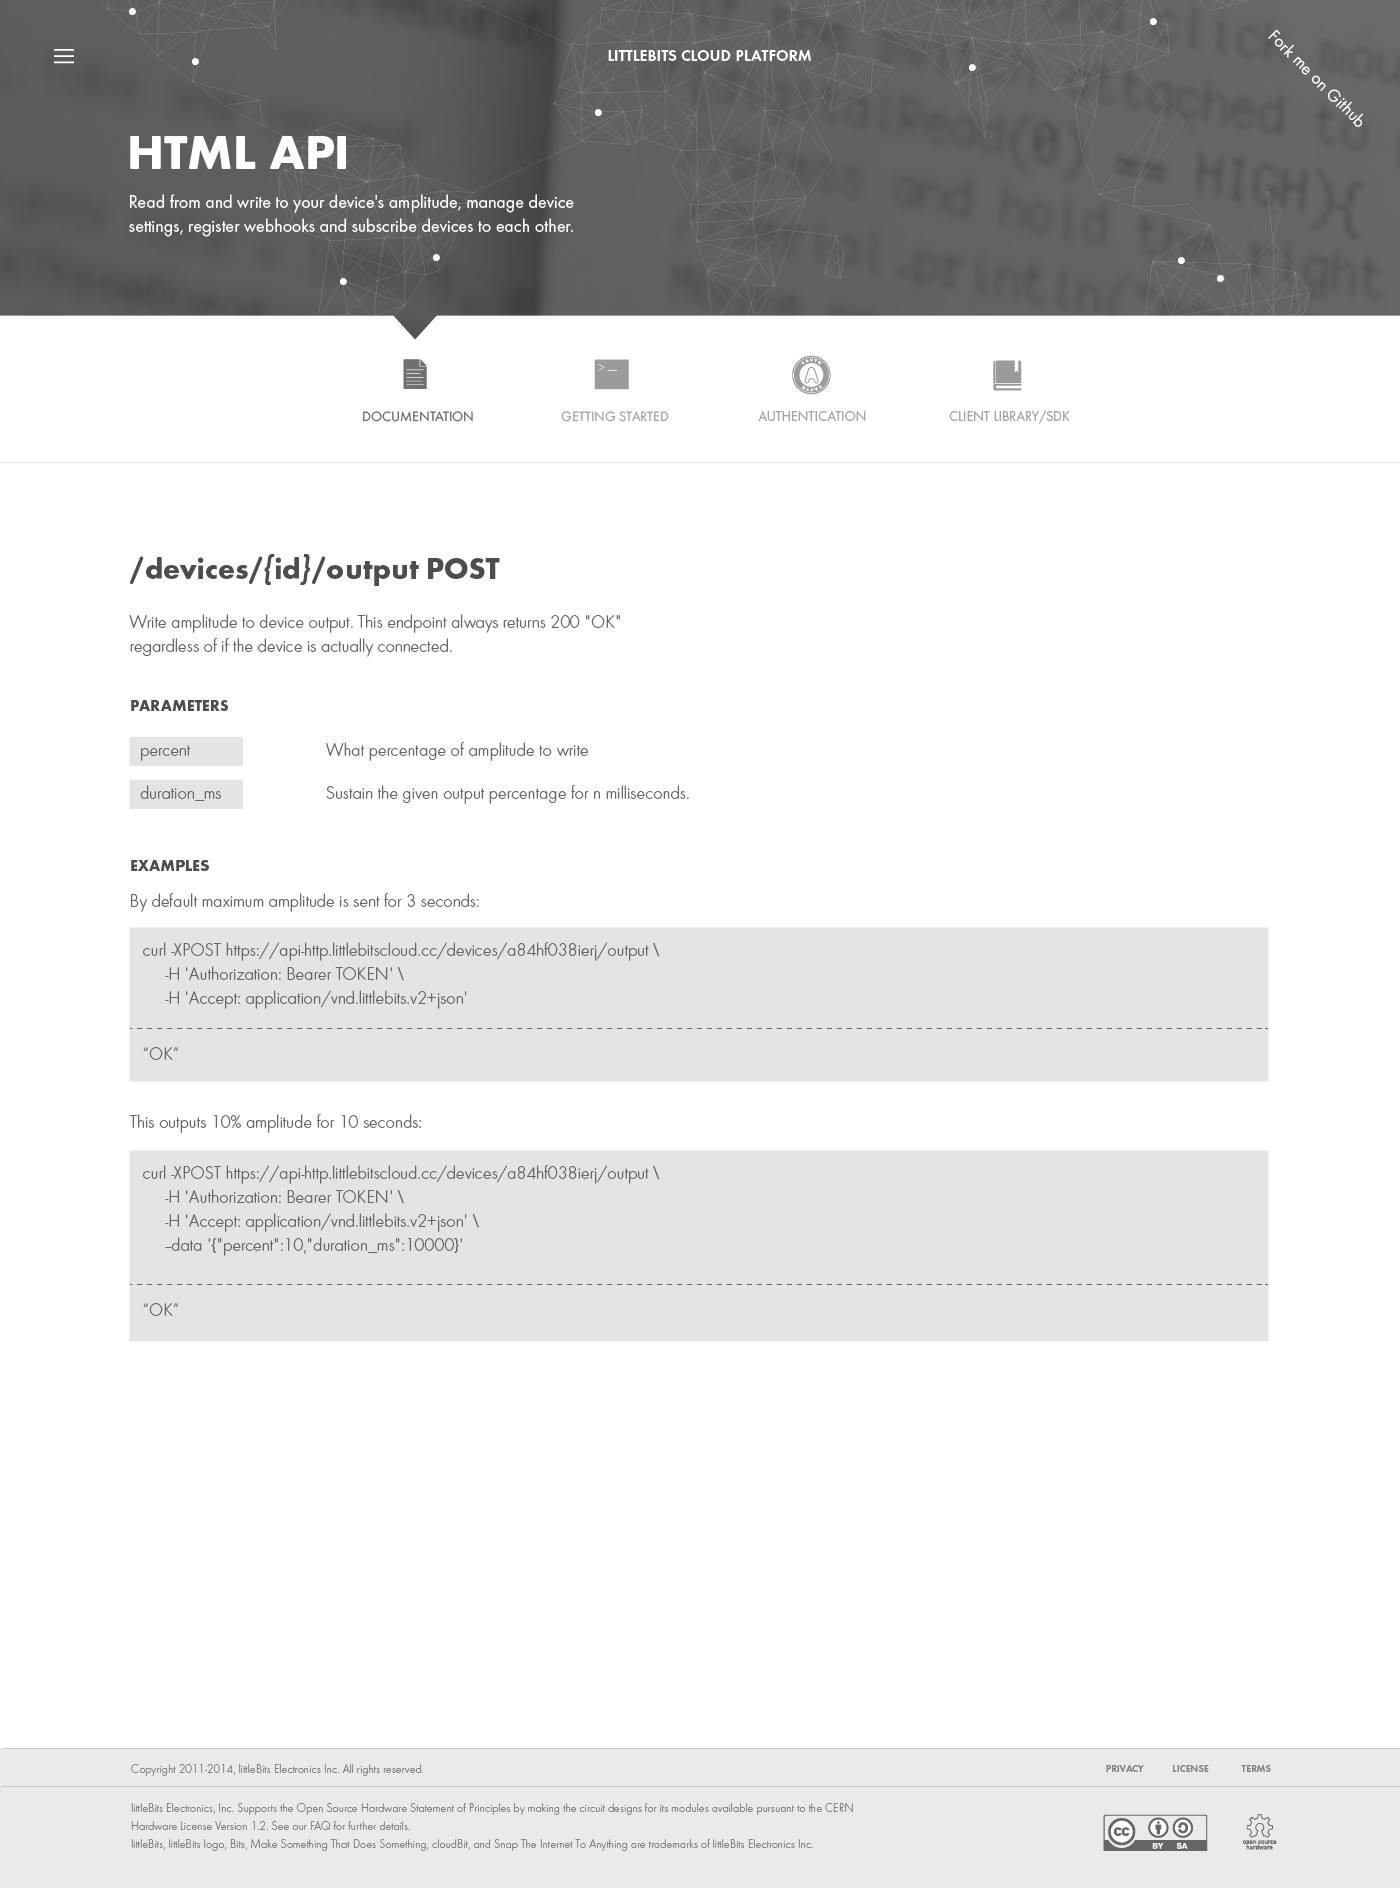 LITTLEBITS CLOUD PLATFORM
Fork me on Github
HTML API
Read from and write to your device's amplitude, manage device
settings, register webhooks and subscribe devices to each other.
DOCUMENTATION
GETTING STARTED
AUTHENTICATION
CLIENT LIBRARY/SDK
/devices/{id}/output POST
Write amplitude to device output. This endpoint always returns 200 "OK"
regardless of if the device is actually connected.
PARAMETERS
percent What percentage of amplitude to write
duration_ms Sustain the given output percentage for n milliseconds.
EXAMPLES
By default maximum amplitude is sent for 3 seconds:
curl -XPOST https://api-http.littlebitscloud.cc/devices/a84hf038ierj/output \
-H 'Authorization: Bearer TOKEN' \
-H 'Accept: application/vnd.littlebits.v2+json'
“OK”
This outputs 10% amplitude for 10 seconds:
curl -XPOST https://api-http.littlebitscloud.cc/devices/a84hf038ierj/output \
-H 'Authorization: Bearer TOKEN' \
-H 'Accept: application/vnd.littlebits.v2+json' \
--data '{"percent":10,"duration_ms":10000}'
“OK”
Copyright 2011-2014, littleBits Electronics Inc. All rights reserved.
PRIVACY LICENSE TERMS
littleBits Electronics, Inc. Supports the Open Source Hardware Statement of Principles by making the circuit designs for its modules available pursuant to the CERN
Hardware License Version 1.2. See our FAQ for further details.
littleBits, littleBits logo, Bits, Make Something That Does Something, cloudBit, and Snap The Internet To Anything are trademarks of littleBits Electronics Inc.
cc
BY SA
open source
hardware